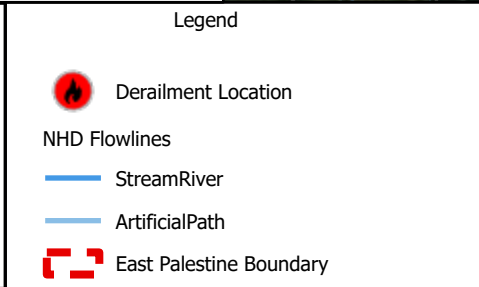 Legend
Derailment Location
NHD Flowlines
StreamRiver
ArtificialPath
East Palestine Boundary